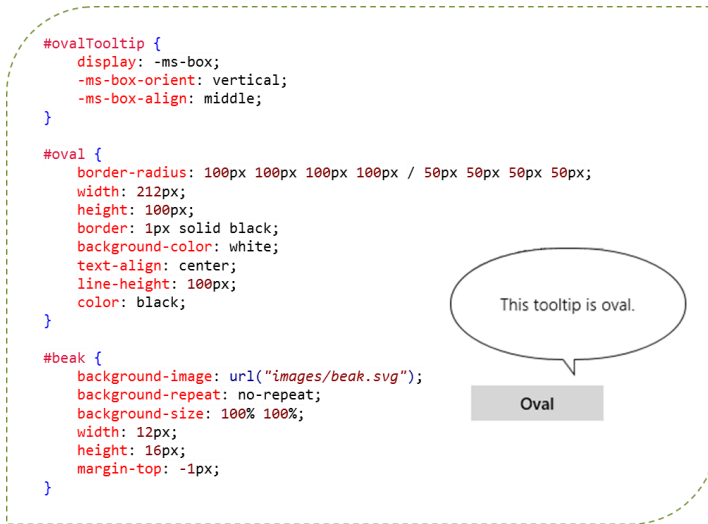 #ovalTooltip {
display: -ms-box;
-ms-box-orient: vertical;
-ms-box-align: middle;
}
#oval {
border-radius: 100px 100px 100px 100px / 50px 50px 50px 50px;
width: 212px;
height: 100px;
border: 1px solid black;
background-color: white;
text-align: center;
line-height: 100px;
color: black;
}
#beak {
background-image: url("images/beak.svg");
background-repeat: no-repeat;
background-size: 100% 100%;
width: 12px;
height: 16px;
margin-top: -1px;
}
This tooltip is oval.
Oval